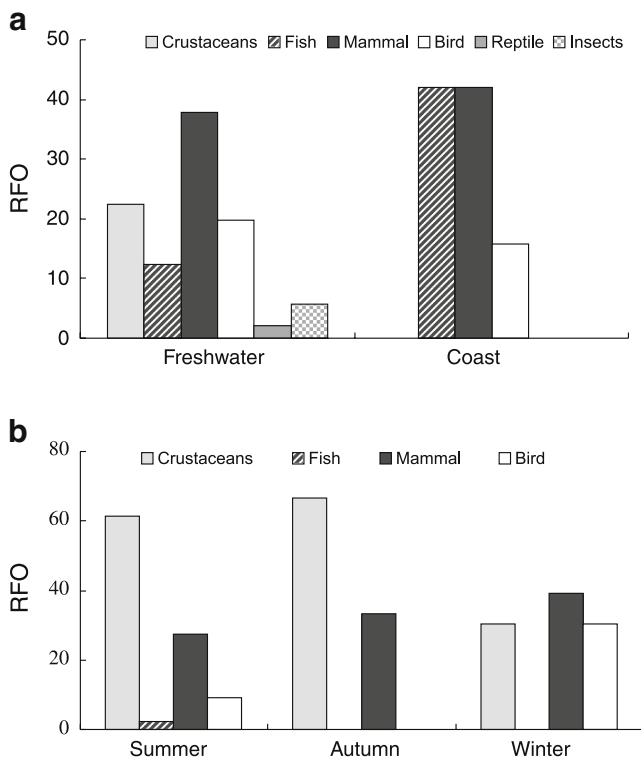 a
50
Crustaceans Fish Mammal Bird Reptile Insects
40
30
20
10
0
RFO
Freshwater Coast
b
80
Crustaceans Fish Mammal Bird
60
40
20
0
RFO
Summer Autumn Winter